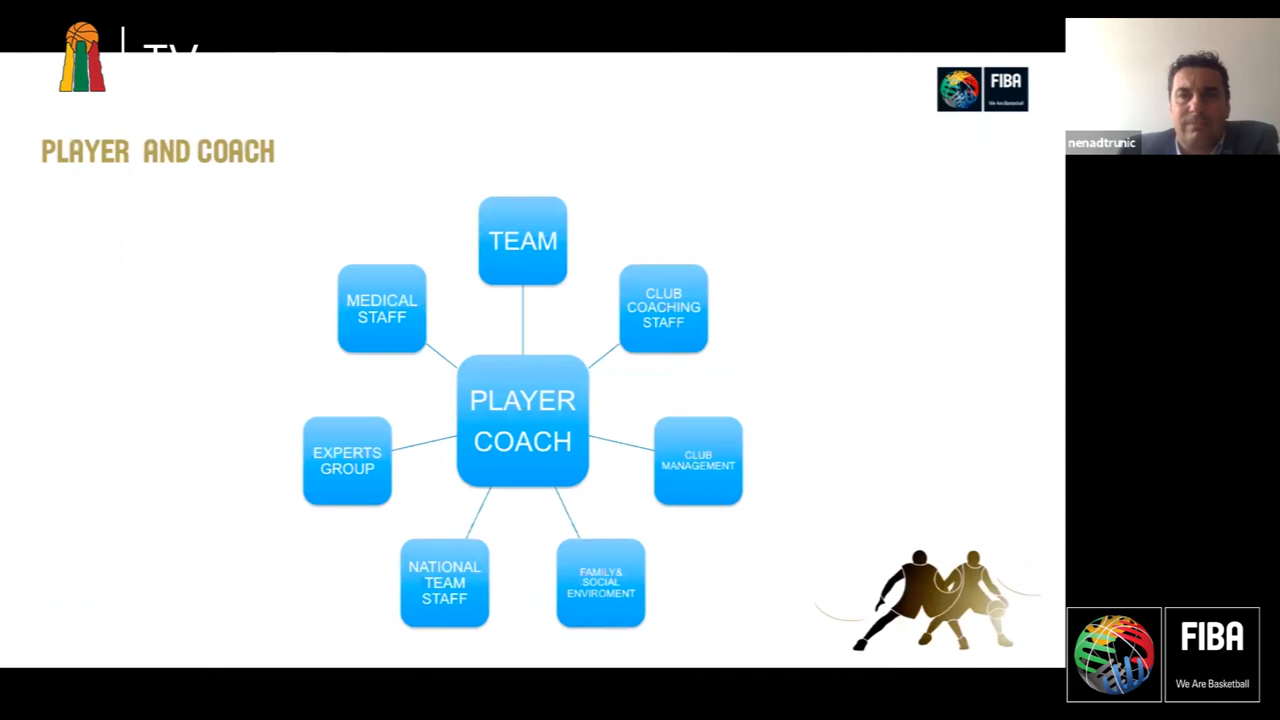 TV
FIBA
We Are Basketball
nenadtrunic
PLAYER AND COACH
TEAM
MEDICAL
STAFF
CLUB
COACHING
STAFF
PLAYER
COACH
EXPERTS
GROUP
CLUB
MANAGEMENT
NATIONAL
TEAM
STAFF
FAMILY&
SOCIAL
ENVIROMENT
FIBA
We Are Basketball